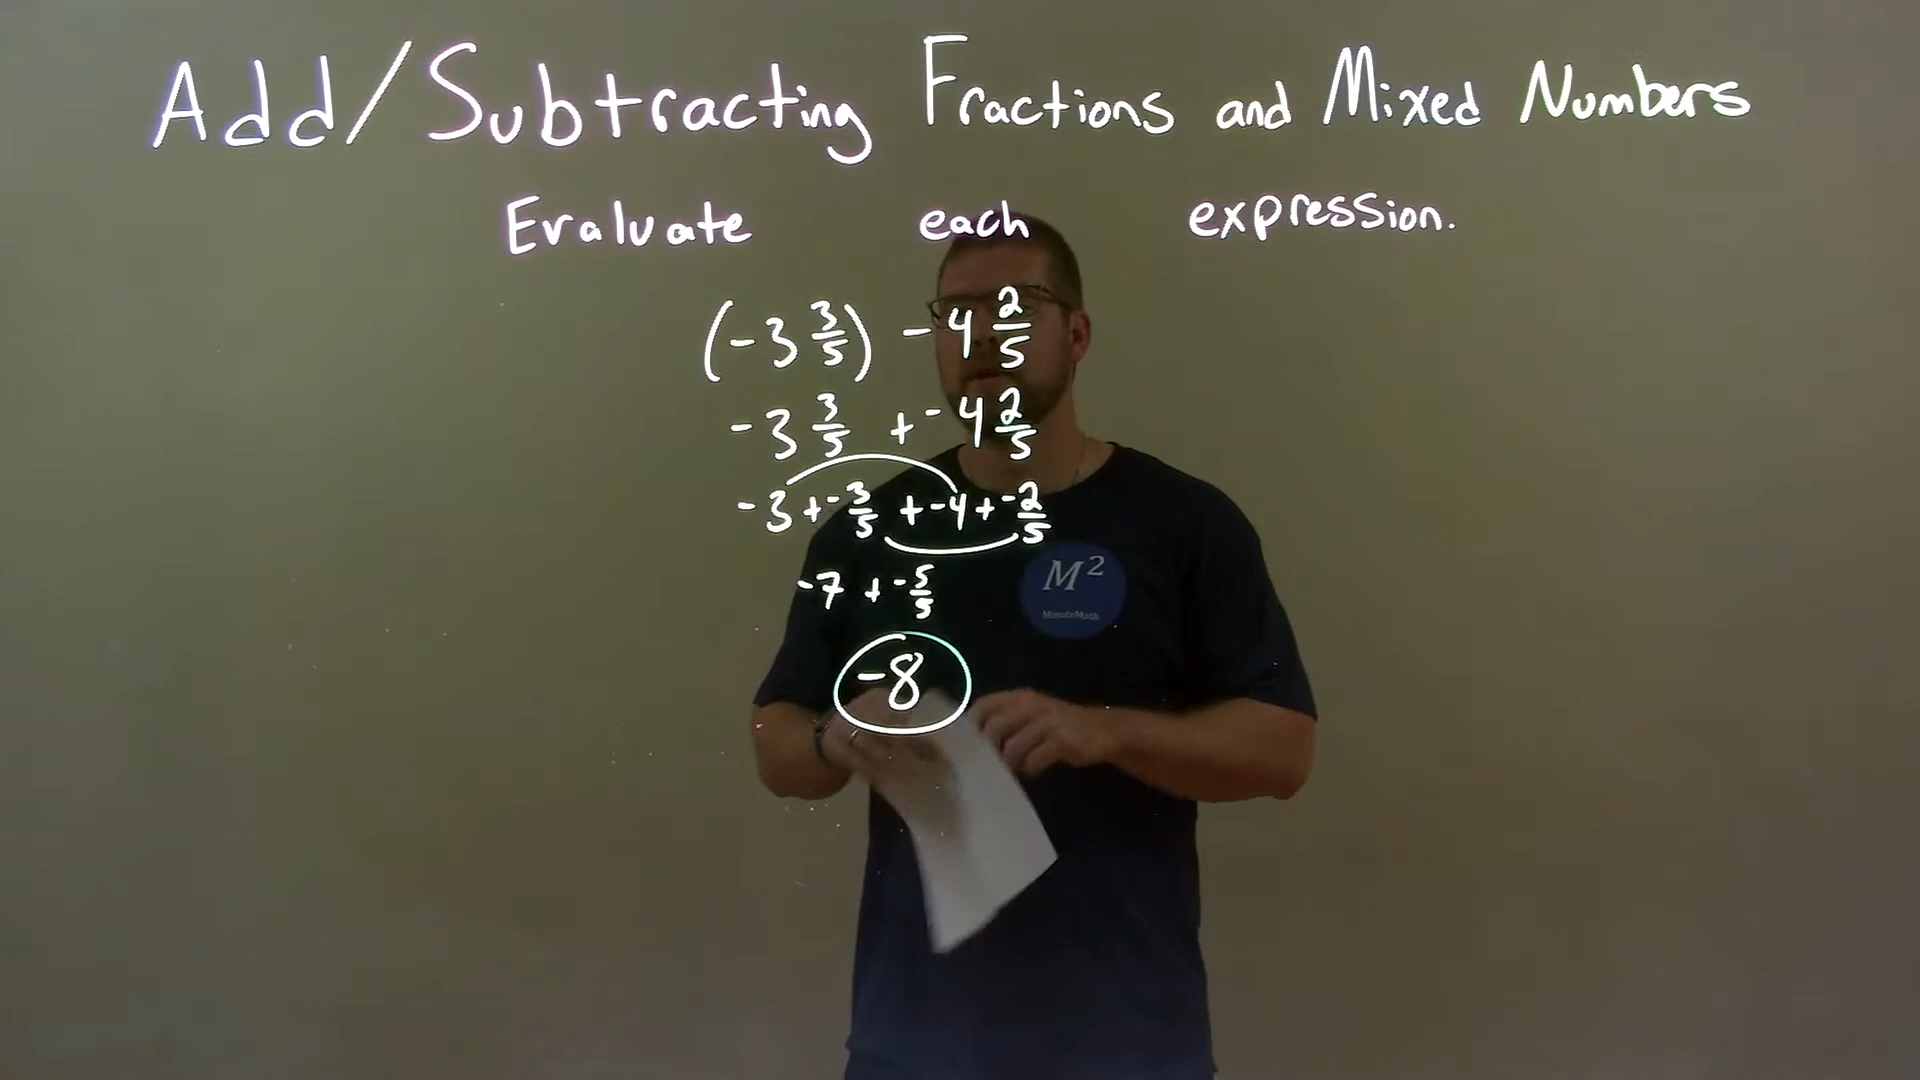 Add/Subtracting Fractions and Mixed Numbers
Evaluate each expression.
(-3 3/5) - 4 2/5
-3 3/5 + -4 2/5
-3 + -3/5 + -4 + -2/5
-7 + -5/5
-8
M²
MinuteMath